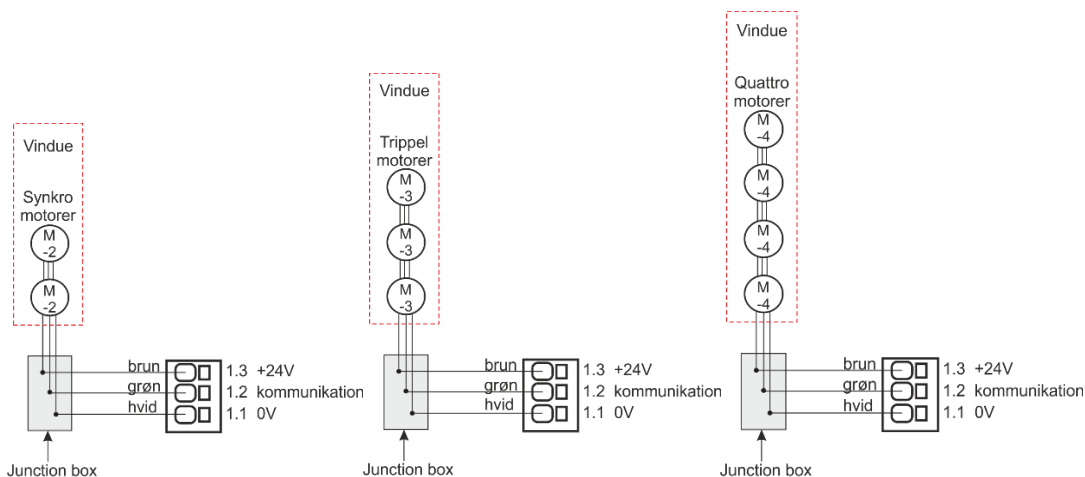 Vindue
Synkro
motorer
M
-2
M
-2
brun
1.3 +24V
grøn
1.2 kommunikation
hvid
1.1 0V
Junction box
Vindue
Trippel
motorer
M
-3
M
-3
M
-3
brun
1.3 +24V
grøn
1.2 kommunikation
hvid
1.1 0V
Junction box
Vindue
Quattro
motorer
M
-4
M
-4
M
-4
M
-4
brun
1.3 +24V
grøn
1.2 kommunikation
hvid
1.1 0V
Junction box